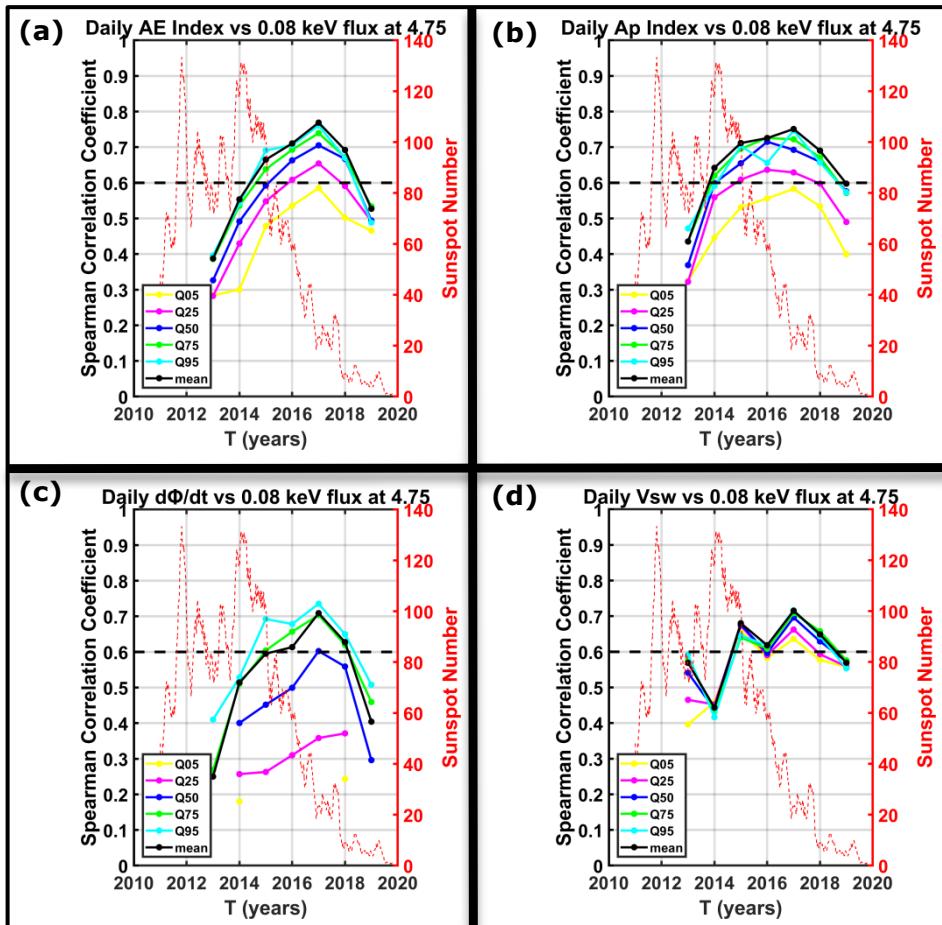 (a)
Daily AE Index vs 0.08 keV flux at 4.75
Spearman Correlation Coefficient
1
0.9
0.8
0.7
0.6
0.5
0.4
0.3
0.2
0.1
0
140
120
100
80
60
40
20
0
Sunspot Number
Q05
Q25
Q50
Q75
Q95
mean
2010 2012 2014 2016 2018 2020
T (years)
(b)
Daily Ap Index vs 0.08 keV flux at 4.75
Spearman Correlation Coefficient
1
0.9
0.8
0.7
0.6
0.5
0.4
0.3
0.2
0.1
0
140
120
100
80
60
40
20
0
Sunspot Number
Q05
Q25
Q50
Q75
Q95
mean
2010 2012 2014 2016 2018 2020
T (years)
(c)
Daily dΦ/dt vs 0.08 keV flux at 4.75
Spearman Correlation Coefficient
1
0.9
0.8
0.7
0.6
0.5
0.4
0.3
0.2
0.1
0
140
120
100
80
60
40
20
0
Sunspot Number
Q05
Q25
Q50
Q75
Q95
mean
2010 2012 2014 2016 2018 2020
T (years)
(d)
Daily Vsw vs 0.08 keV flux at 4.75
Spearman Correlation Coefficient
1
0.9
0.8
0.7
0.6
0.5
0.4
0.3
0.2
0.1
0
140
120
100
80
60
40
20
0
Sunspot Number
Q05
Q25
Q50
Q75
Q95
mean
2010 2012 2014 2016 2018 2020
T (years)